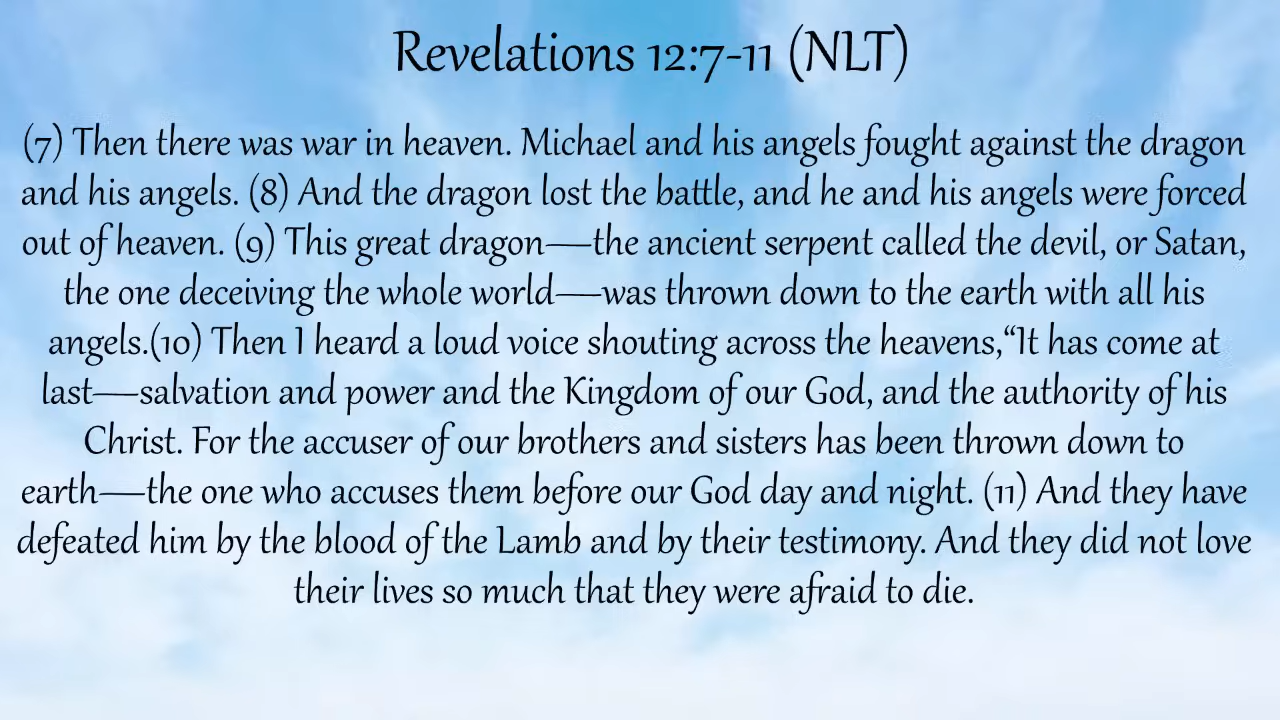 Revelations 12:7-11 (NLT)
(7) Then there was war in heaven. Michael and his angels fought against the dragon
and his angels. (8) And the dragon lost the battle, and he and his angels were forced
out of heaven. (9) This great dragon—the ancient serpent called the devil, or Satan,
the one deceiving the whole world—was thrown down to the earth with all his
angels.(10) Then I heard a loud voice shouting across the heavens,“It has come at
last—salvation and power and the Kingdom of our God, and the authority of his
Christ. For the accuser of our brothers and sisters has been thrown down to
earth—the one who accuses them before our God day and night. (11) And they have
defeated him by the blood of the Lamb and by their testimony. And they did not love
their lives so much that they were afraid to die.